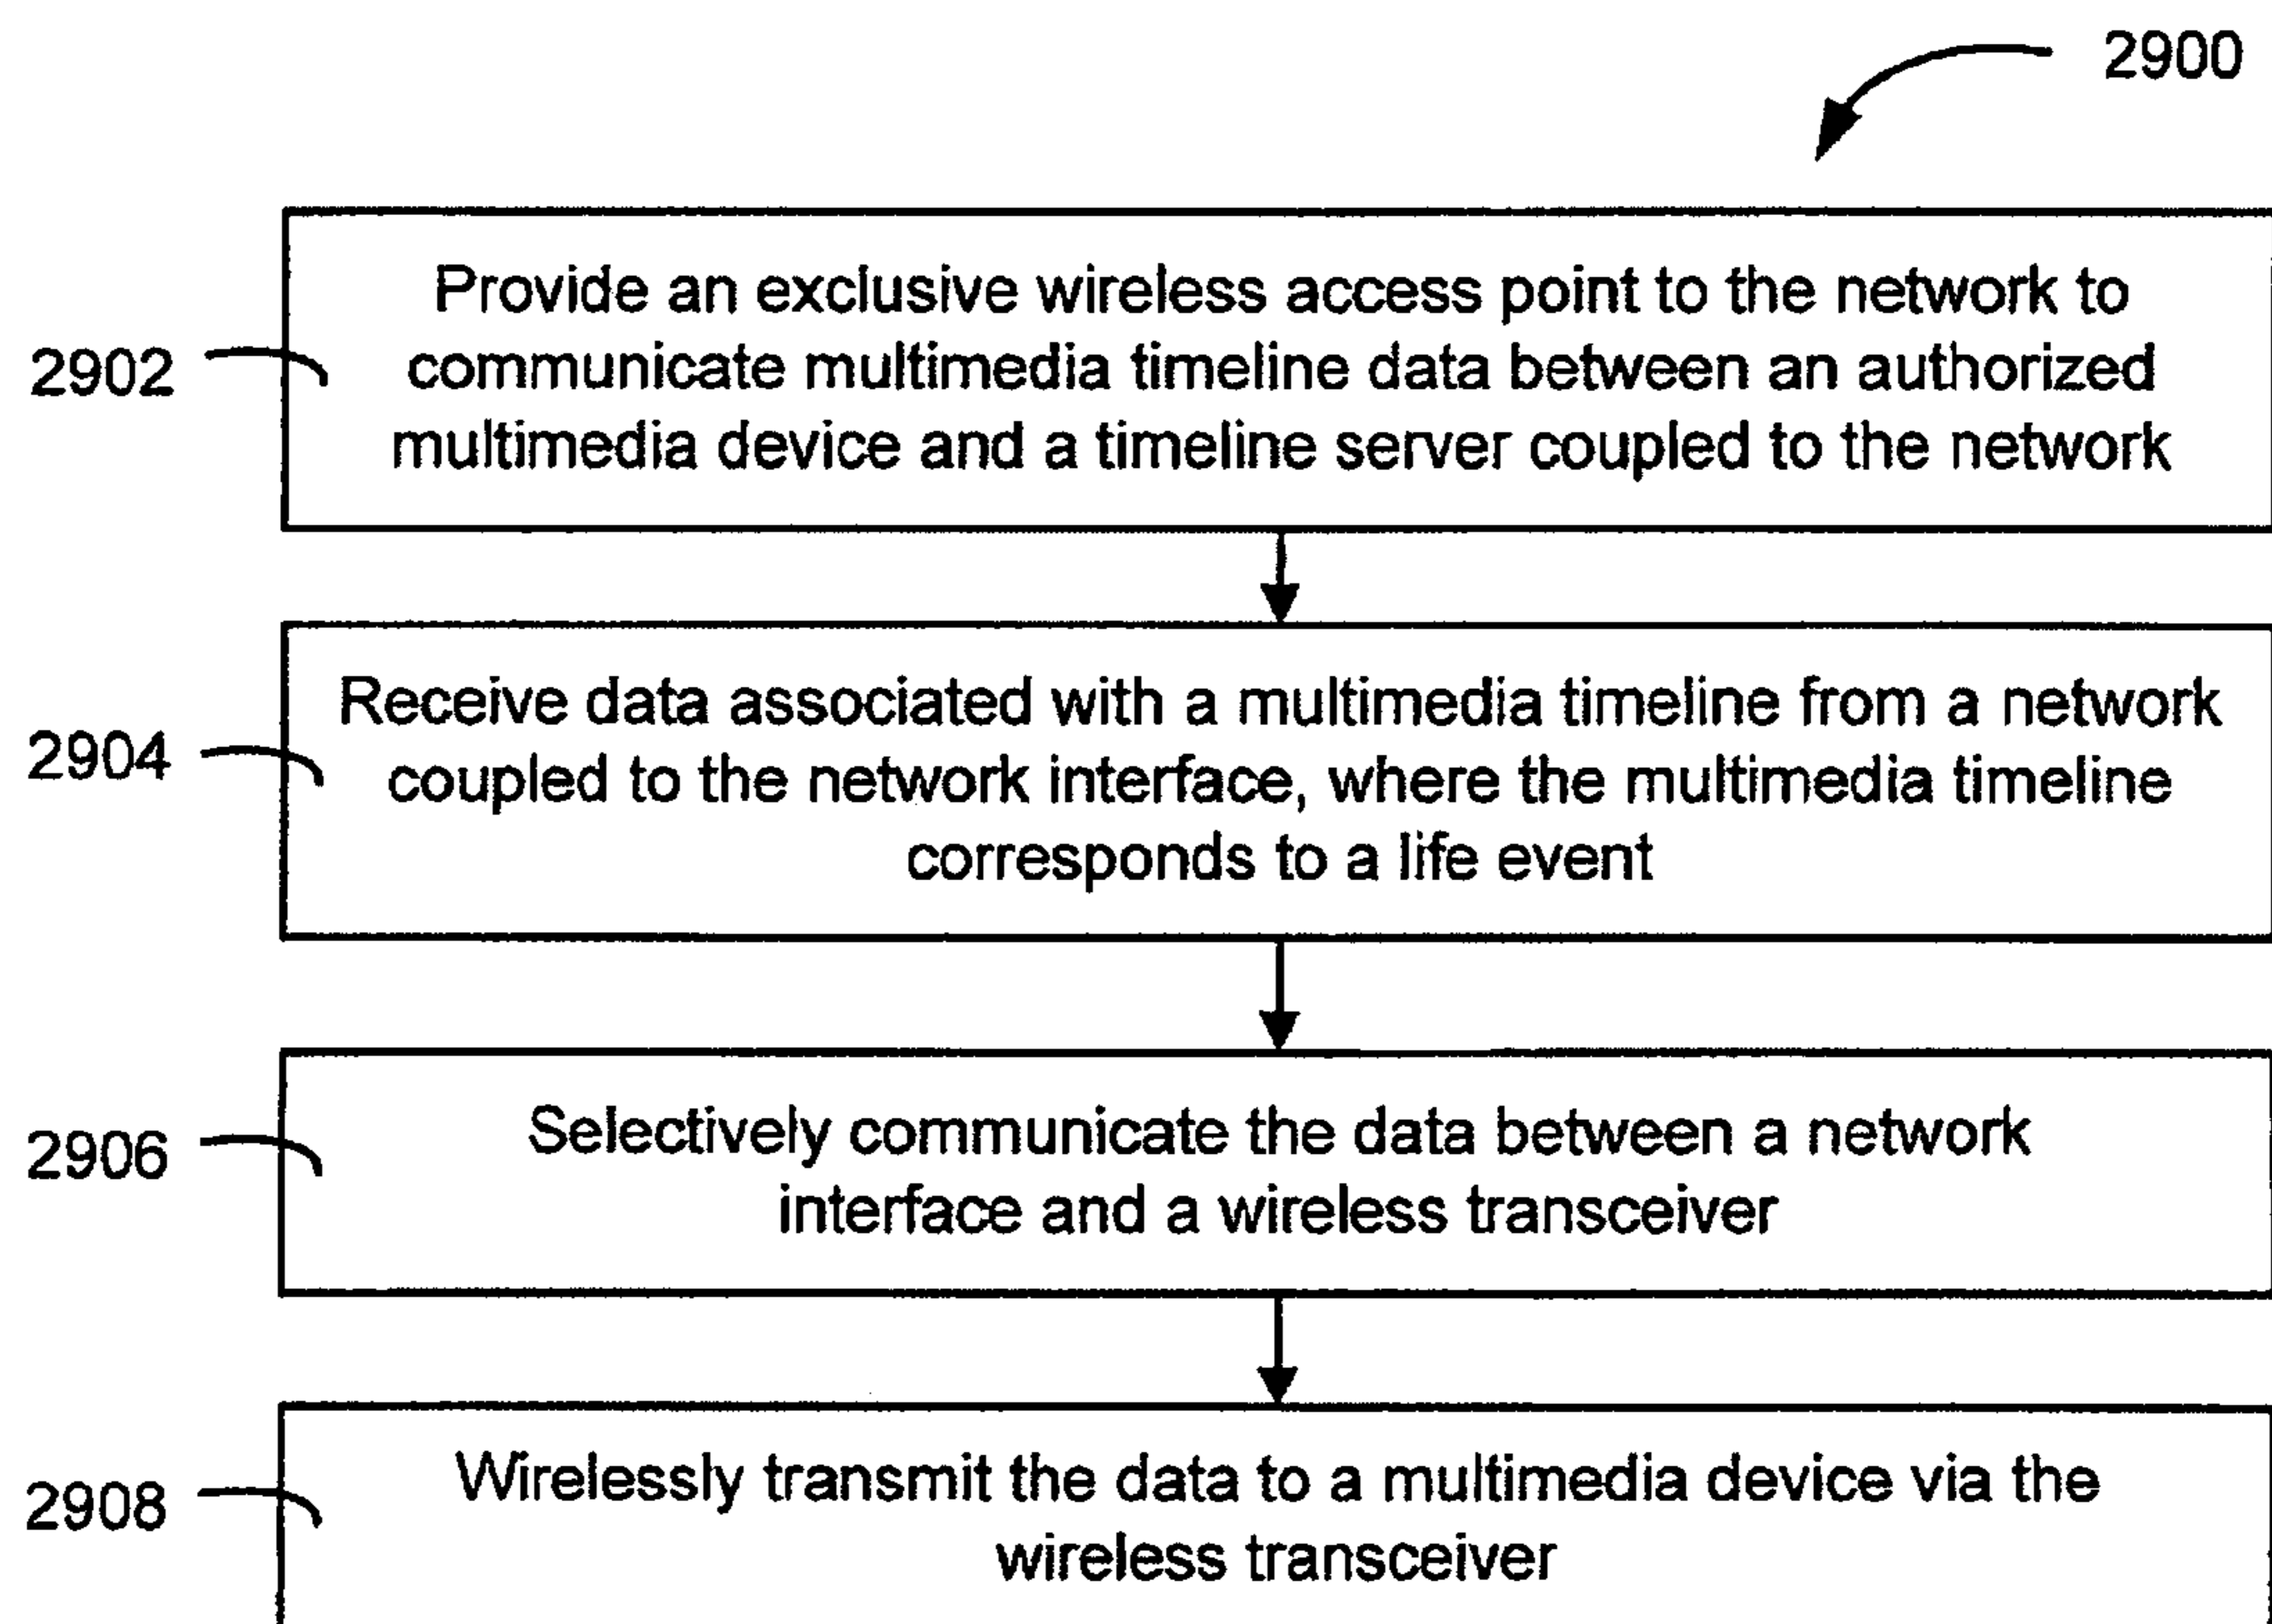 2900
Provide an exclusive wireless access point to the network to
2902
communicate multimedia timeline data between an authorized
multimedia device and a timeline server coupled to the network
Receive data associated with a multimedia timeline from a network
2904
coupled to the network interface, where the multimedia timeline
corresponds to a life event
2906
Selectively communicate the data between a network
interface and a wireless transceiver
2908
Wirelessly transmit the data to a multimedia device via the
wireless transceiver